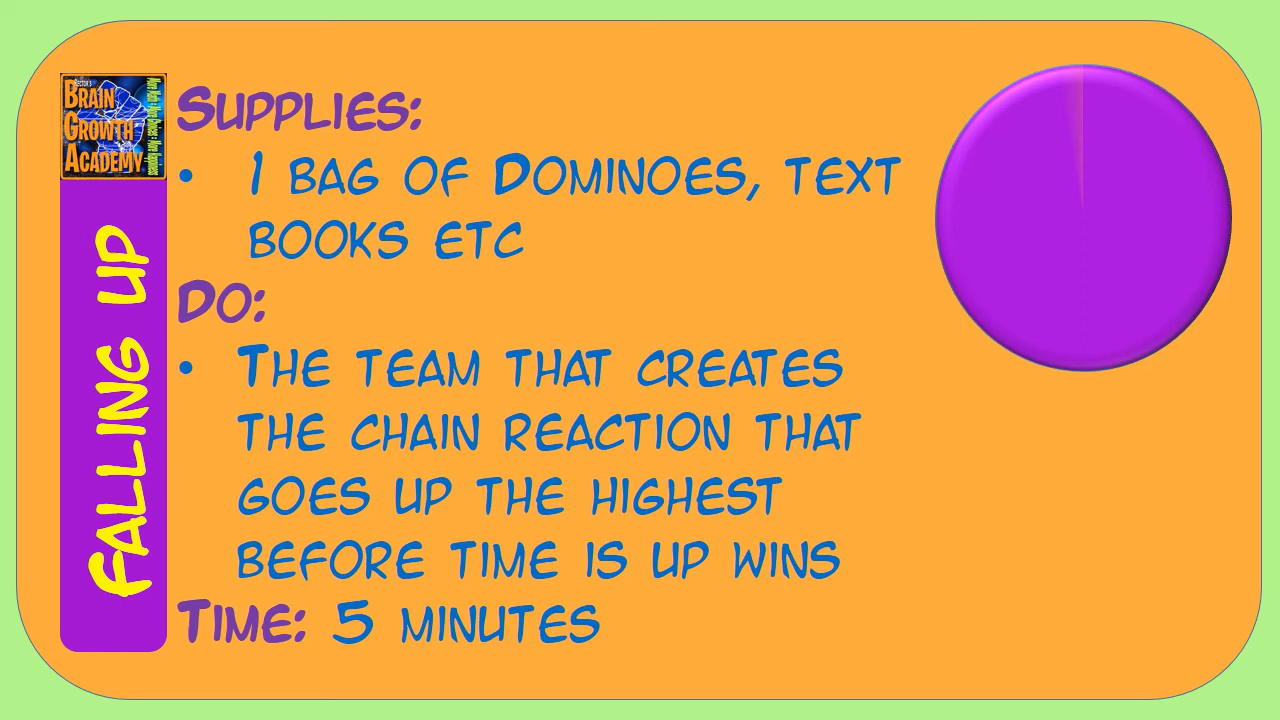 Rector's
BRAIN
GROWTH
ACADEMY
FALLING UP
SUPPLIES:
• 1 BAG OF DOMINOES, TEXT
BOOKS ETC
DO:
• THE TEAM THAT CREATES
THE CHAIN REACTION THAT
GOES UP THE HIGHEST
BEFORE TIME IS UP WINS
TIME: 5 MINUTES